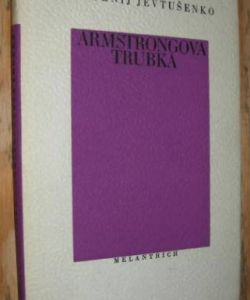 JEVTUŠENKO
ARMSTRONGOVA
TRUBKA
MELANTRICH